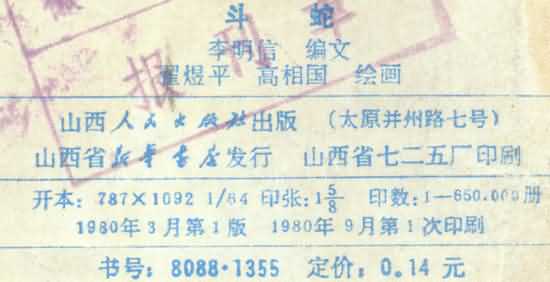 斗 蛇
李明信 编文
翟煜平 高相国 绘画
山西人民出版社出版 (太原并州路七号)
山西省新华书店发行 山西省七二五厂印刷
开本: 787×1092 1/64 印张: 1 5/8 印数: 1—650.000册
1980年3月第1版 1980年9月第1次印刷
书号: 8088·1355 定价: 0.14 元
报刊